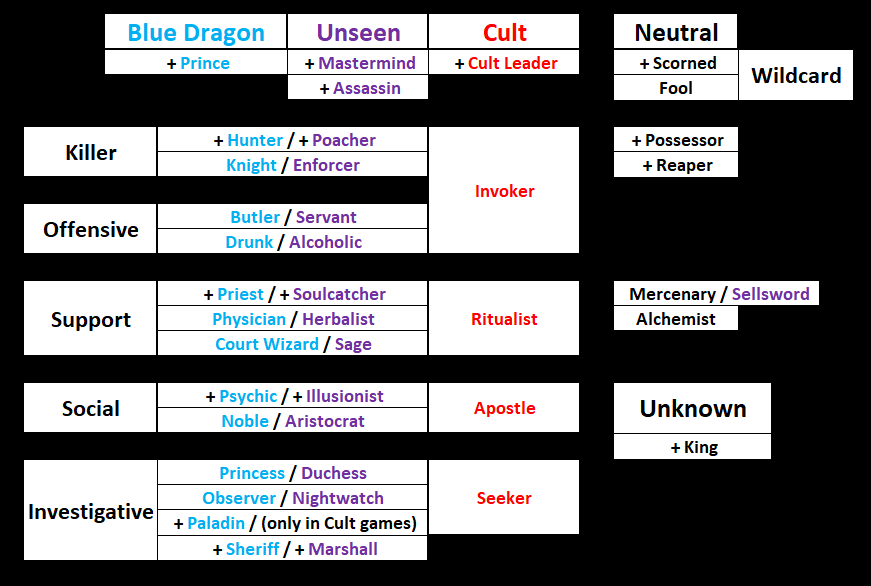 Blue Dragon Unseen Cult Neutral
+ Prince + Mastermind + Cult Leader + Scorned
+ Assassin Fool Wildcard
Killer + Hunter / + Poacher + Possessor
Knight / Enforcer + Reaper
Invoker
Offensive Butler / Servant
Drunk / Alcoholic
Support + Priest / + Soulcatcher Mercenary / Sellsword
Physician / Herbalist Ritualist Alchemist
Court Wizard / Sage
Social + Psychic / + Illusionist Apostle Unknown
Noble / Aristocrat
+ King
Investigative Princess / Duchess
Observer / Nightwatch Seeker
+ Paladin / (only in Cult games)
+ Sheriff / + Marshall